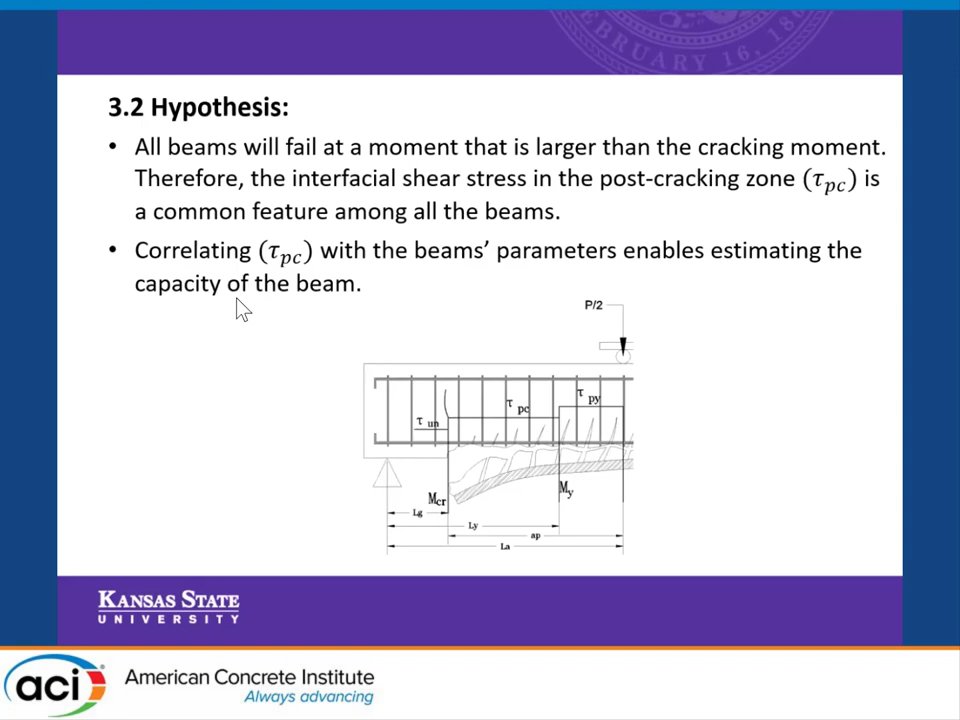 FEBRUARY 16, 18
3.2 Hypothesis:
• All beams will fail at a moment that is larger than the cracking moment.
Therefore, the interfacial shear stress in the post-cracking zone (τpc) is
a common feature among all the beams.
• Correlating (τpc) with the beams’ parameters enables estimating the
capacity of the beam.
P/2
τ py
τ pc
τ un
Mcr
My
Lg
Ly
ap
La
KANSAS STATE
UNIVERSITY
aci
American Concrete Institute
Always advancing